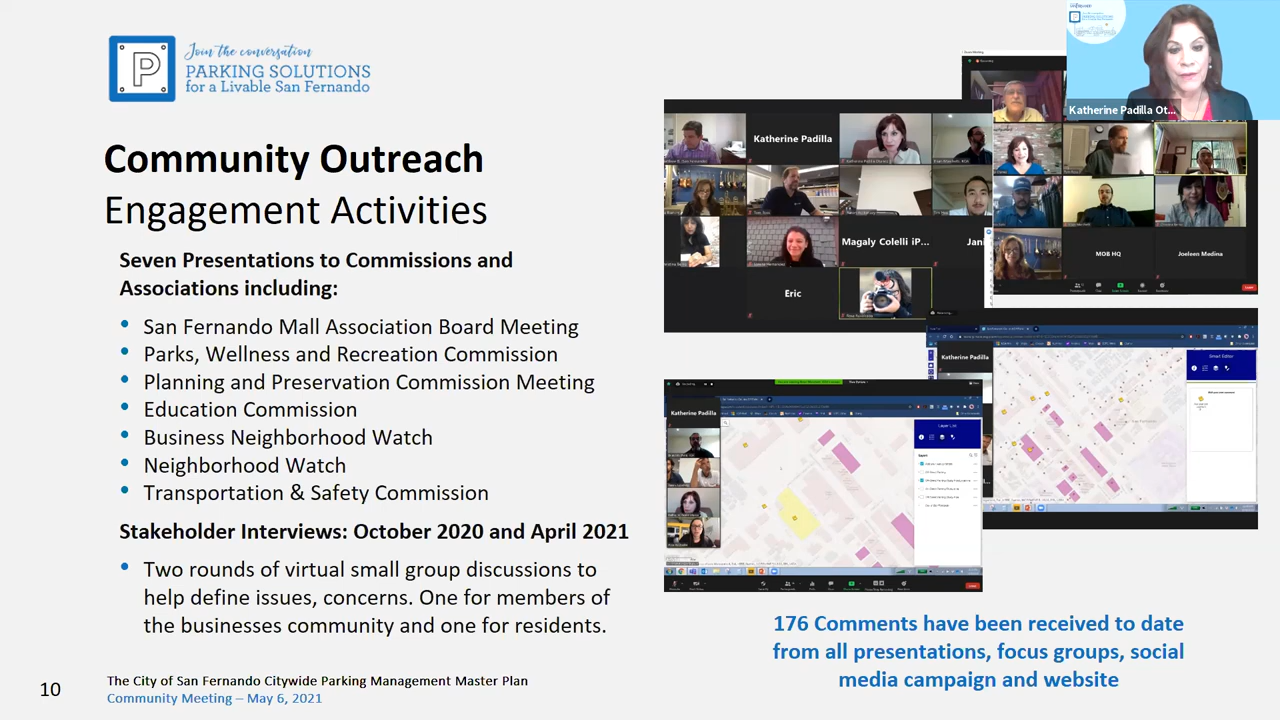 Join the conversation
PARKING SOLUTIONS
for a Livable San Fernando
P
Community Outreach
Engagement Activities
Seven Presentation to Commissions and
Associations including:
• San Fernando Mall Association Board Meeting
• Parks, Wellness and Recreation Commission
• Planning and Preservation Commission Meeting
• Education Commission
• Business Neighborhood Watch
• Neighborhood Watch
• Transportation & Safety Commission
Stakeholder Interviews: October 2020 and April 2021
• Two rounds of virtual small group discussions to
help define issues, concerns. One for members of
the businesses community and one for residents.
10
The City of San Fernando Citywide Parking Management Master Plan
Community Meeting – May 6, 2021
Katherine Padilla Ot...
Katherine Padilla
Magaly Colelli iP...
Eric
MOB HQ
Joeleen Medina
Katherine Padilla
Smart Editor
Katherine Padilla
Layer List
Layers
176 Comments have been received to date
from all presentations, focus groups, social
media campaign and website